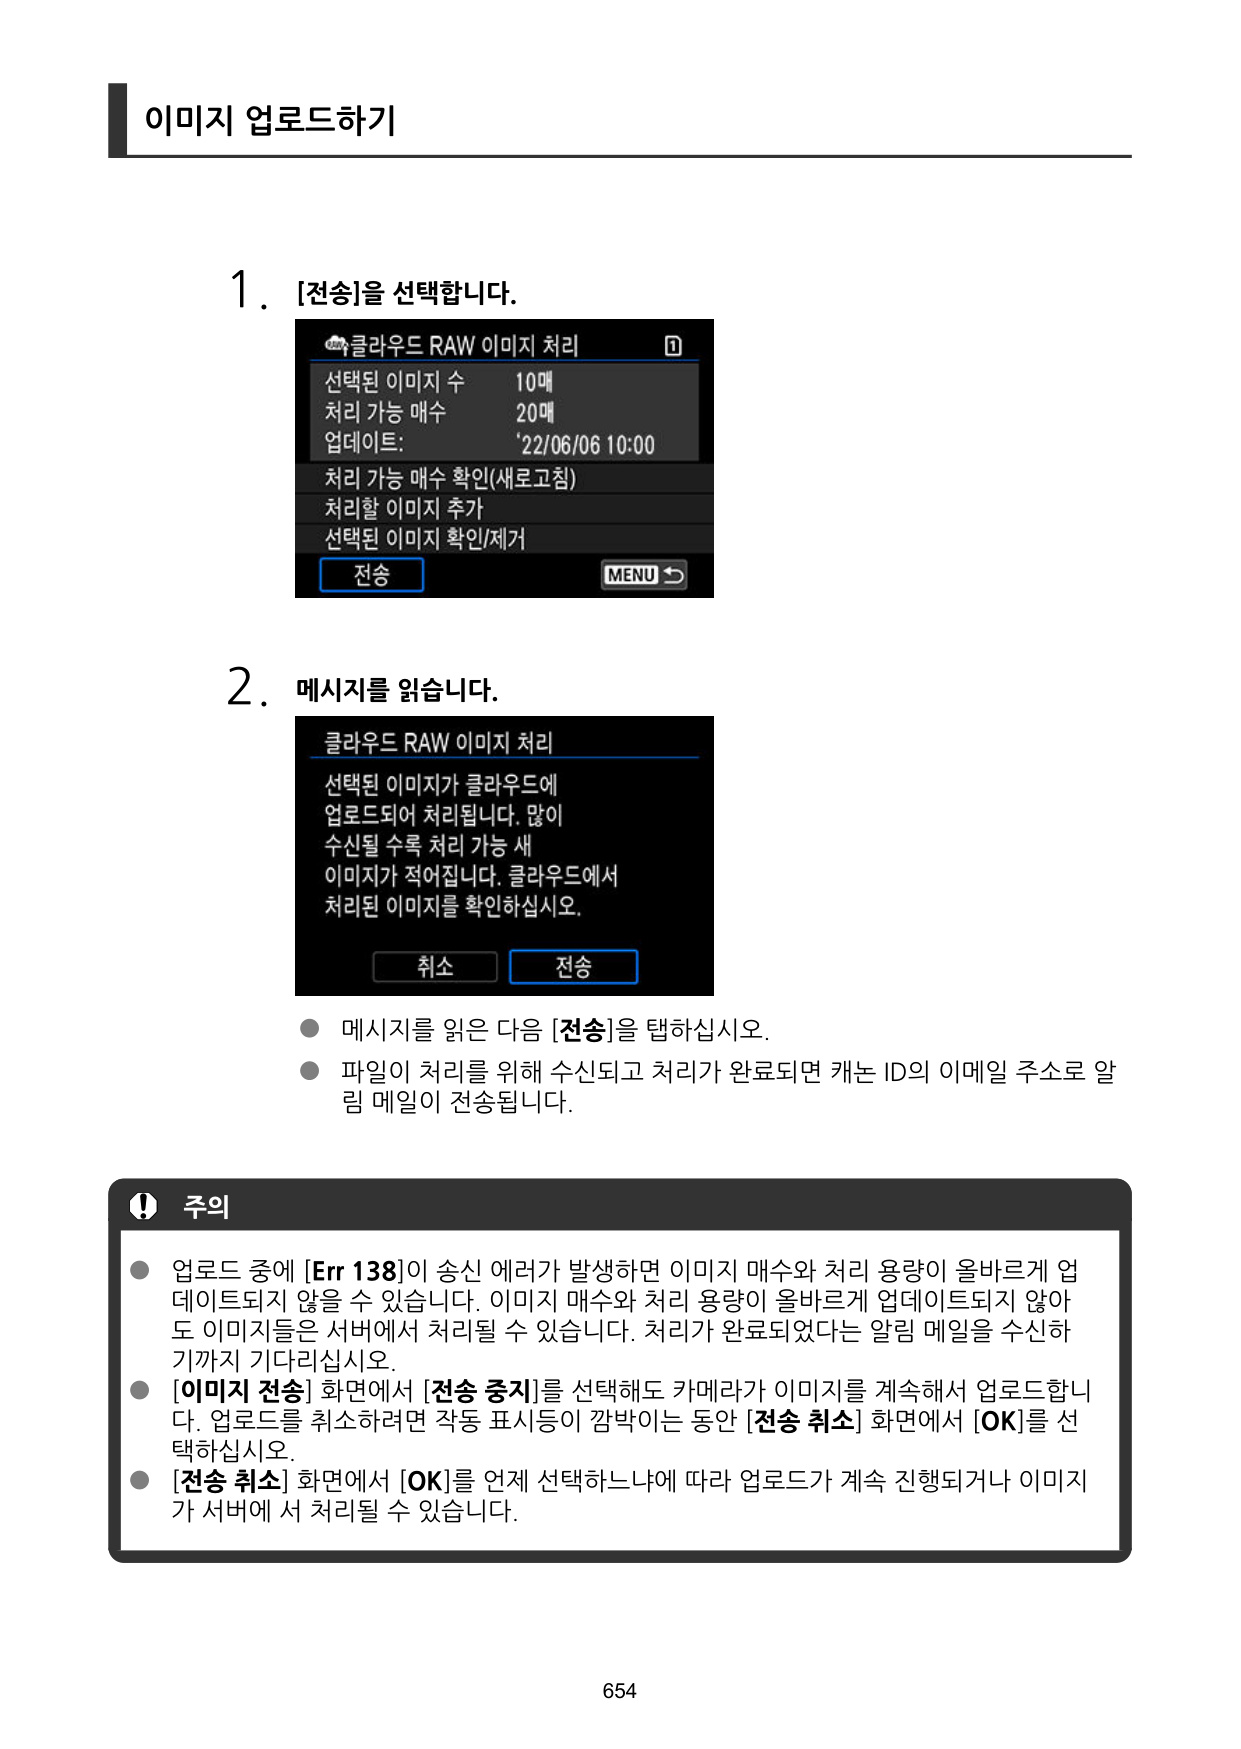 이미지 업로드하기
1. [전송]을 선택합니다.
클라우드 RAW 이미지 처리 1
선택된 이미지 수 10매
처리 가능 매수 20매
업데이트: ‘22/06/06 10:00
처리 가능 매수 확인(새로고침)
처리할 이미지 추가
선택된 이미지 확인/제거
전송 MENU
2. 메시지를 읽습니다.
클라우드 RAW 이미지 처리
선택된 이미지가 클라우드에
업로드되어 처리됩니다. 많이
수신될 수록 처리 가능 새
이미지가 적어집니다. 클라우드에서
처리된 이미지를 확인하십시오.
취소 전송
● 메시지를 읽은 다음 [전송]을 탭하십시오.
● 파일이 처리를 위해 수신되고 처리가 완료되면 캐논 ID의 이메일 주소로 알
림 메일이 전송됩니다.
주의
● 업로드 중에 [Err 138]이 송신 에러가 발생하면 이미지 매수와 처리 용량이 올바르게 업
데이트되지 않을 수 있습니다. 이미지 매수와 처리 용량이 올바르게 업데이트되지 않아
도 이미지들은 서버에서 처리될 수 있습니다. 처리가 완료되었다는 알림 메일을 수신하
기까지 기다리십시오.
● [이미지 전송] 화면에서 [전송 중지]를 선택해도 카메라가 이미지를 계속해서 업로드합니
다. 업로드를 취소하려면 작동 표시등이 깜박이는 동안 [전송 취소] 화면에서 [OK]를 선
택하십시오.
● [전송 취소] 화면에서 [OK]를 언제 선택하느냐에 따라 업로드가 계속 진행되거나 이미지
가 서버에 서 처리될 수 있습니다.
654